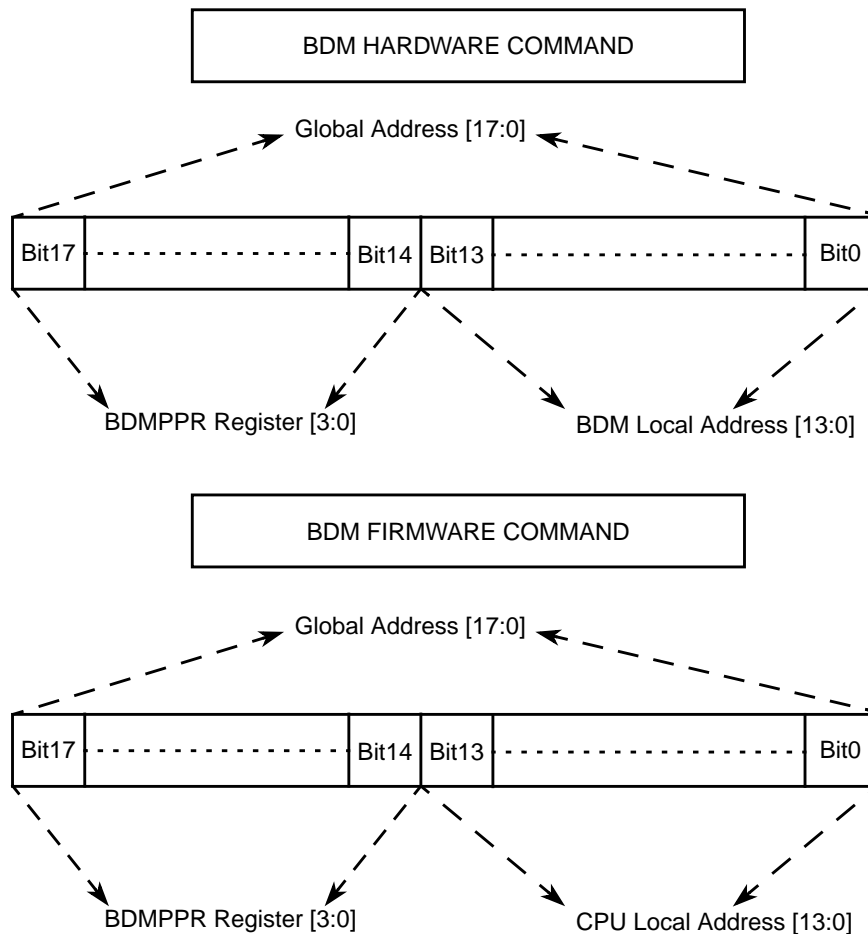 BDM HARDWARE COMMAND
Global Address [17:0]
Bit17 Bit14 Bit13 Bit0
BDMPPR Register [3:0] BDM Local Address [13:0]
BDM FIRMWARE COMMAND
Global Address [17:0]
Bit17 Bit14 Bit13 Bit0
BDMPPR Register [3:0] CPU Local Address [13:0]